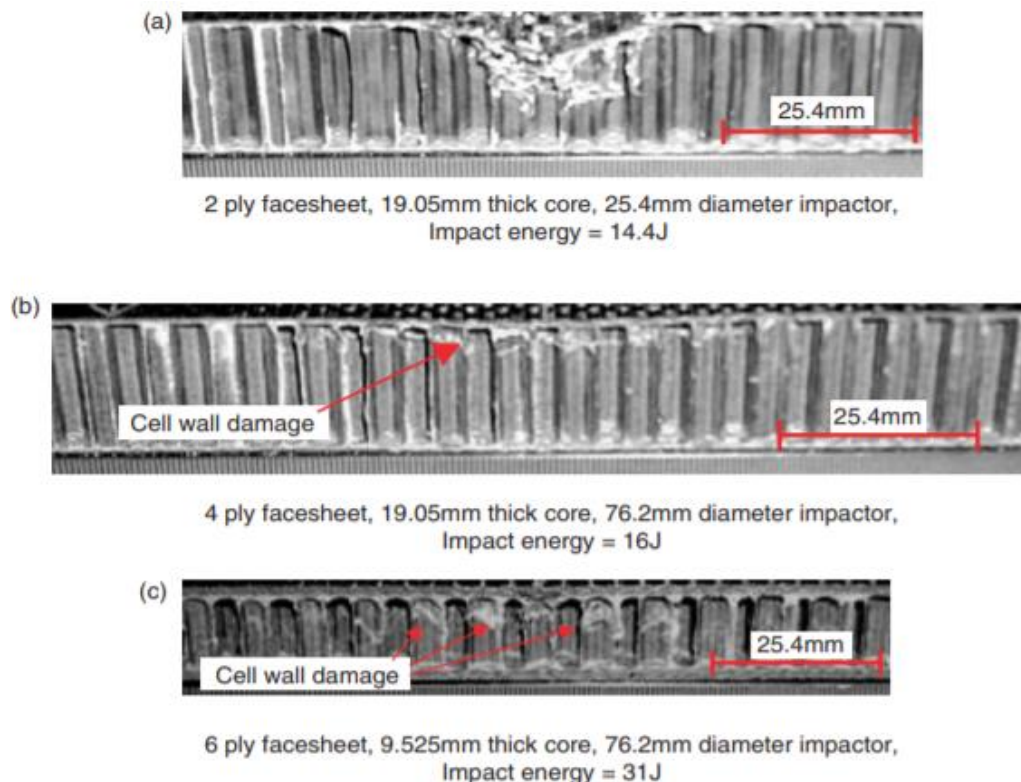 (a)
25.4mm
2 ply facesheet, 19.05mm thick core, 25.4mm diameter impactor,
Impact energy = 14.4J
(b)
Cell wall damage
25.4mm
4 ply facesheet, 19.05mm thick core, 76.2mm diameter impactor,
Impact energy = 16J
(c)
25.4mm
Cell wall damage
6 ply facesheet, 9.525mm thick core, 76.2mm diameter impactor,
Impact energy = 31J